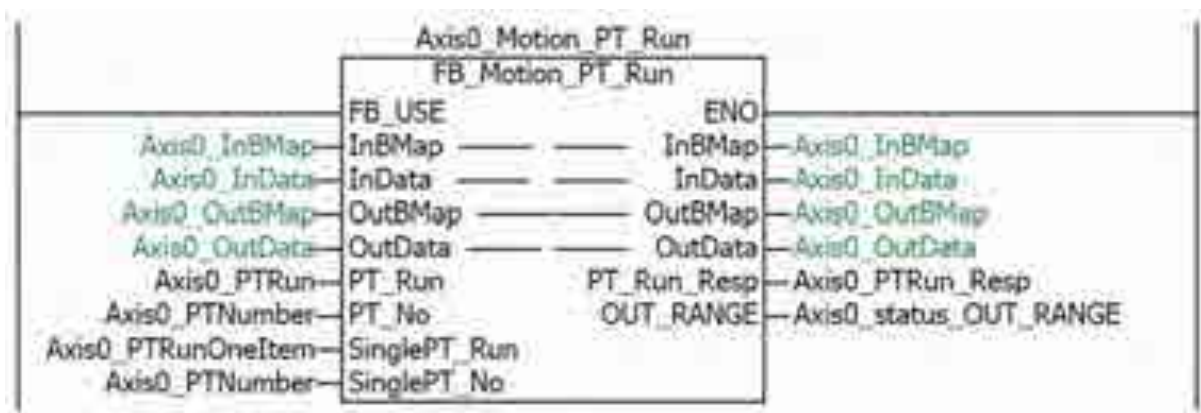 Axis0_Motion_PT_Run
FB_Motion_PT_Run
FB_USE ENO
Axis0_InBMap InBMap InBMap Axis0_InBMap
Axis0_InData InData InData Axis0_InData
Axis0_OutBMap OutBMap OutBMap Axis0_OutBMap
Axis0_OutData OutData OutData Axis0_OutData
Axis0_PTRun PT_Run PT_Run_Resp Axis0_PTRun_Resp
Axis0_PTNumber PT_No OUT_RANGE Axis0_status_OUT_RANGE
Axis0_PTRunOneItem SinglePT_Run
Axis0_PTNumber SinglePT_No